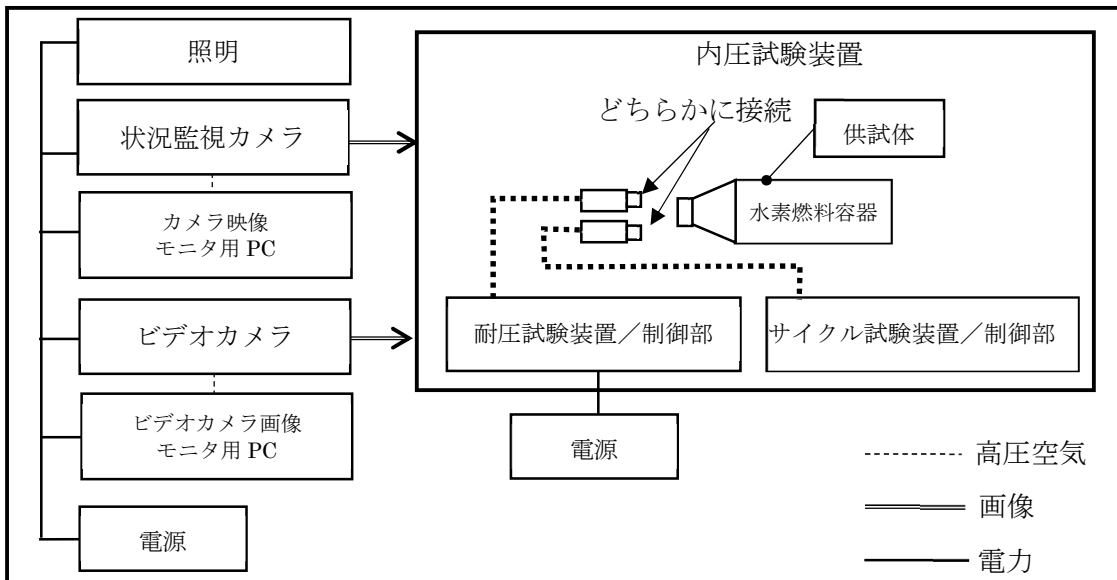 照明
状況監視カメラ
カメラ映像
モニタ用 PC
ビデオカメラ
ビデオカメラ画像
モニタ用 PC
電源
内圧試験装置
どちらかに接続
供試体
水素燃料容器
耐圧試験装置／制御部
サイクル試験装置／制御部
電源
高圧空気
画像
電力